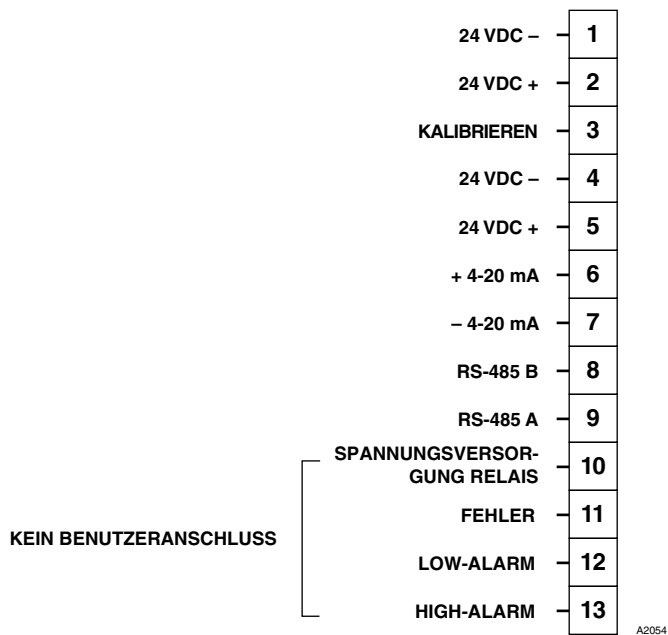 24 VDC – 1
24 VDC + 2
KALIBRIEREN 3
24 VDC – 4
24 VDC + 5
+ 4-20 mA 6
– 4-20 mA 7
RS-485 B 8
RS-485 A 9
SPANNUNGSVERSOR-
GUNG RELAIS 10
FEHLER 11
KEIN BENUTZERANSCHLUSS
LOW-ALARM 12
HIGH-ALARM 13
A2054